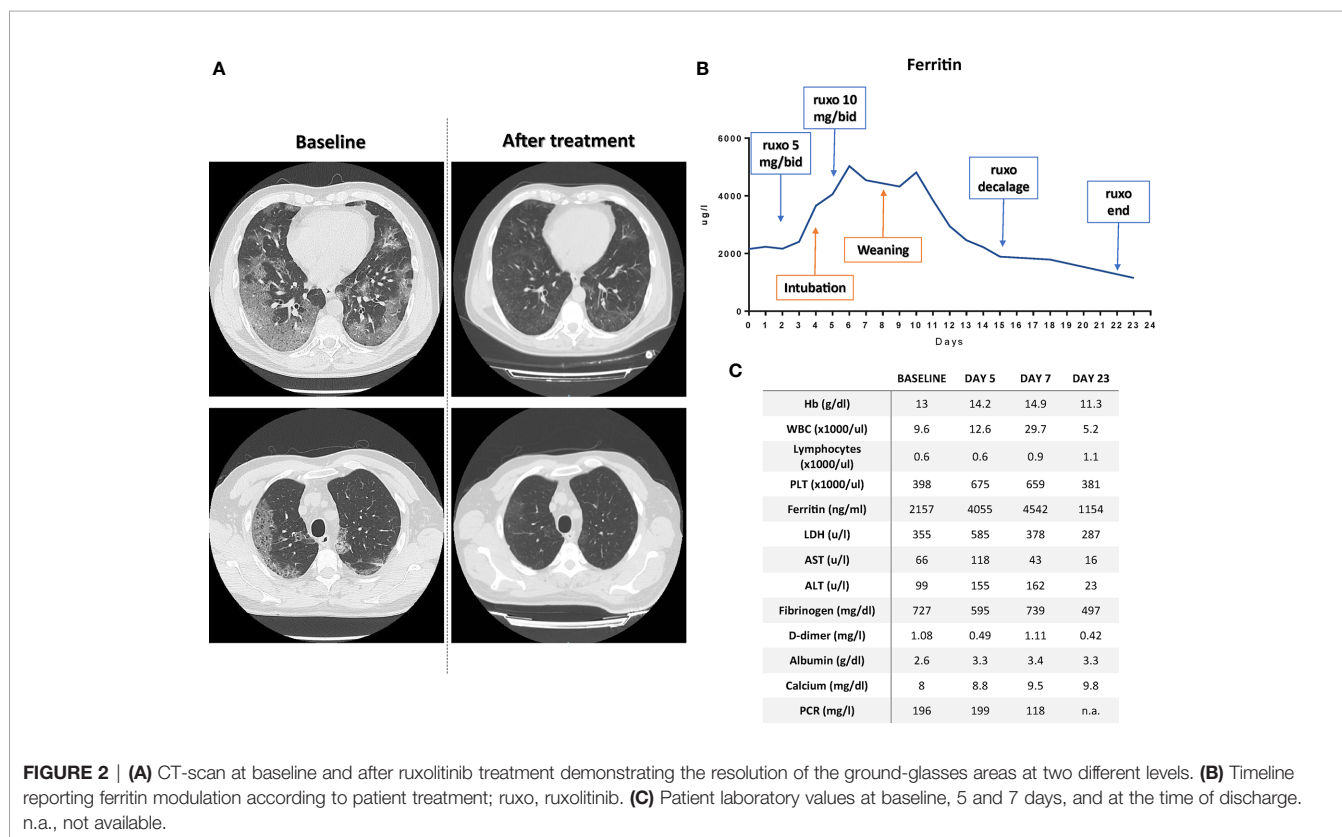 A
Baseline
After treatment
B
Ferritin
ruxo 10
mg/bid
ruxo 5
mg/bid
ruxo
decalage
ruxo
end
Weaning
Intubation
ug/l
6000
4000
2000
0
0 1 2 3 4 5 6 7 8 9 10 11 12 13 14 15 16 17 18 19 20 21 22 23 24
Days
C
BASELINE DAY 5 DAY 7 DAY 23
Hb (g/dl) 13 14.2 14.9 11.3
WBC (x1000/ul) 9.6 12.6 29.7 5.2
Lymphocytes
(x1000/ul) 0.6 0.6 0.9 1.1
PLT (x1000/ul) 398 675 659 381
Ferritin (ng/ml) 2157 4055 4542 1154
LDH (u/l) 355 585 378 287
AST (u/l) 66 118 43 16
ALT (u/l) 99 155 162 23
Fibrinogen (mg/dl) 727 595 739 497
D-dimer (mg/l) 1.08 0.49 1.11 0.42
Albumin (g/dl) 2.6 3.3 3.4 3.3
Calcium (mg/dl) 8 8.8 9.5 9.8
PCR (mg/l) 196 199 118 n.a.
FIGURE 2 | (A) CT-scan at baseline and after ruxolitinib treatment demonstrating the resolution of the ground-glasses areas at two different levels. (B) Timeline
reporting ferritin modulation according to patient treatment; ruxo, ruxolitinib. (C) Patient laboratory values at baseline, 5 and 7 days, and at the time of discharge.
n.a., not available.